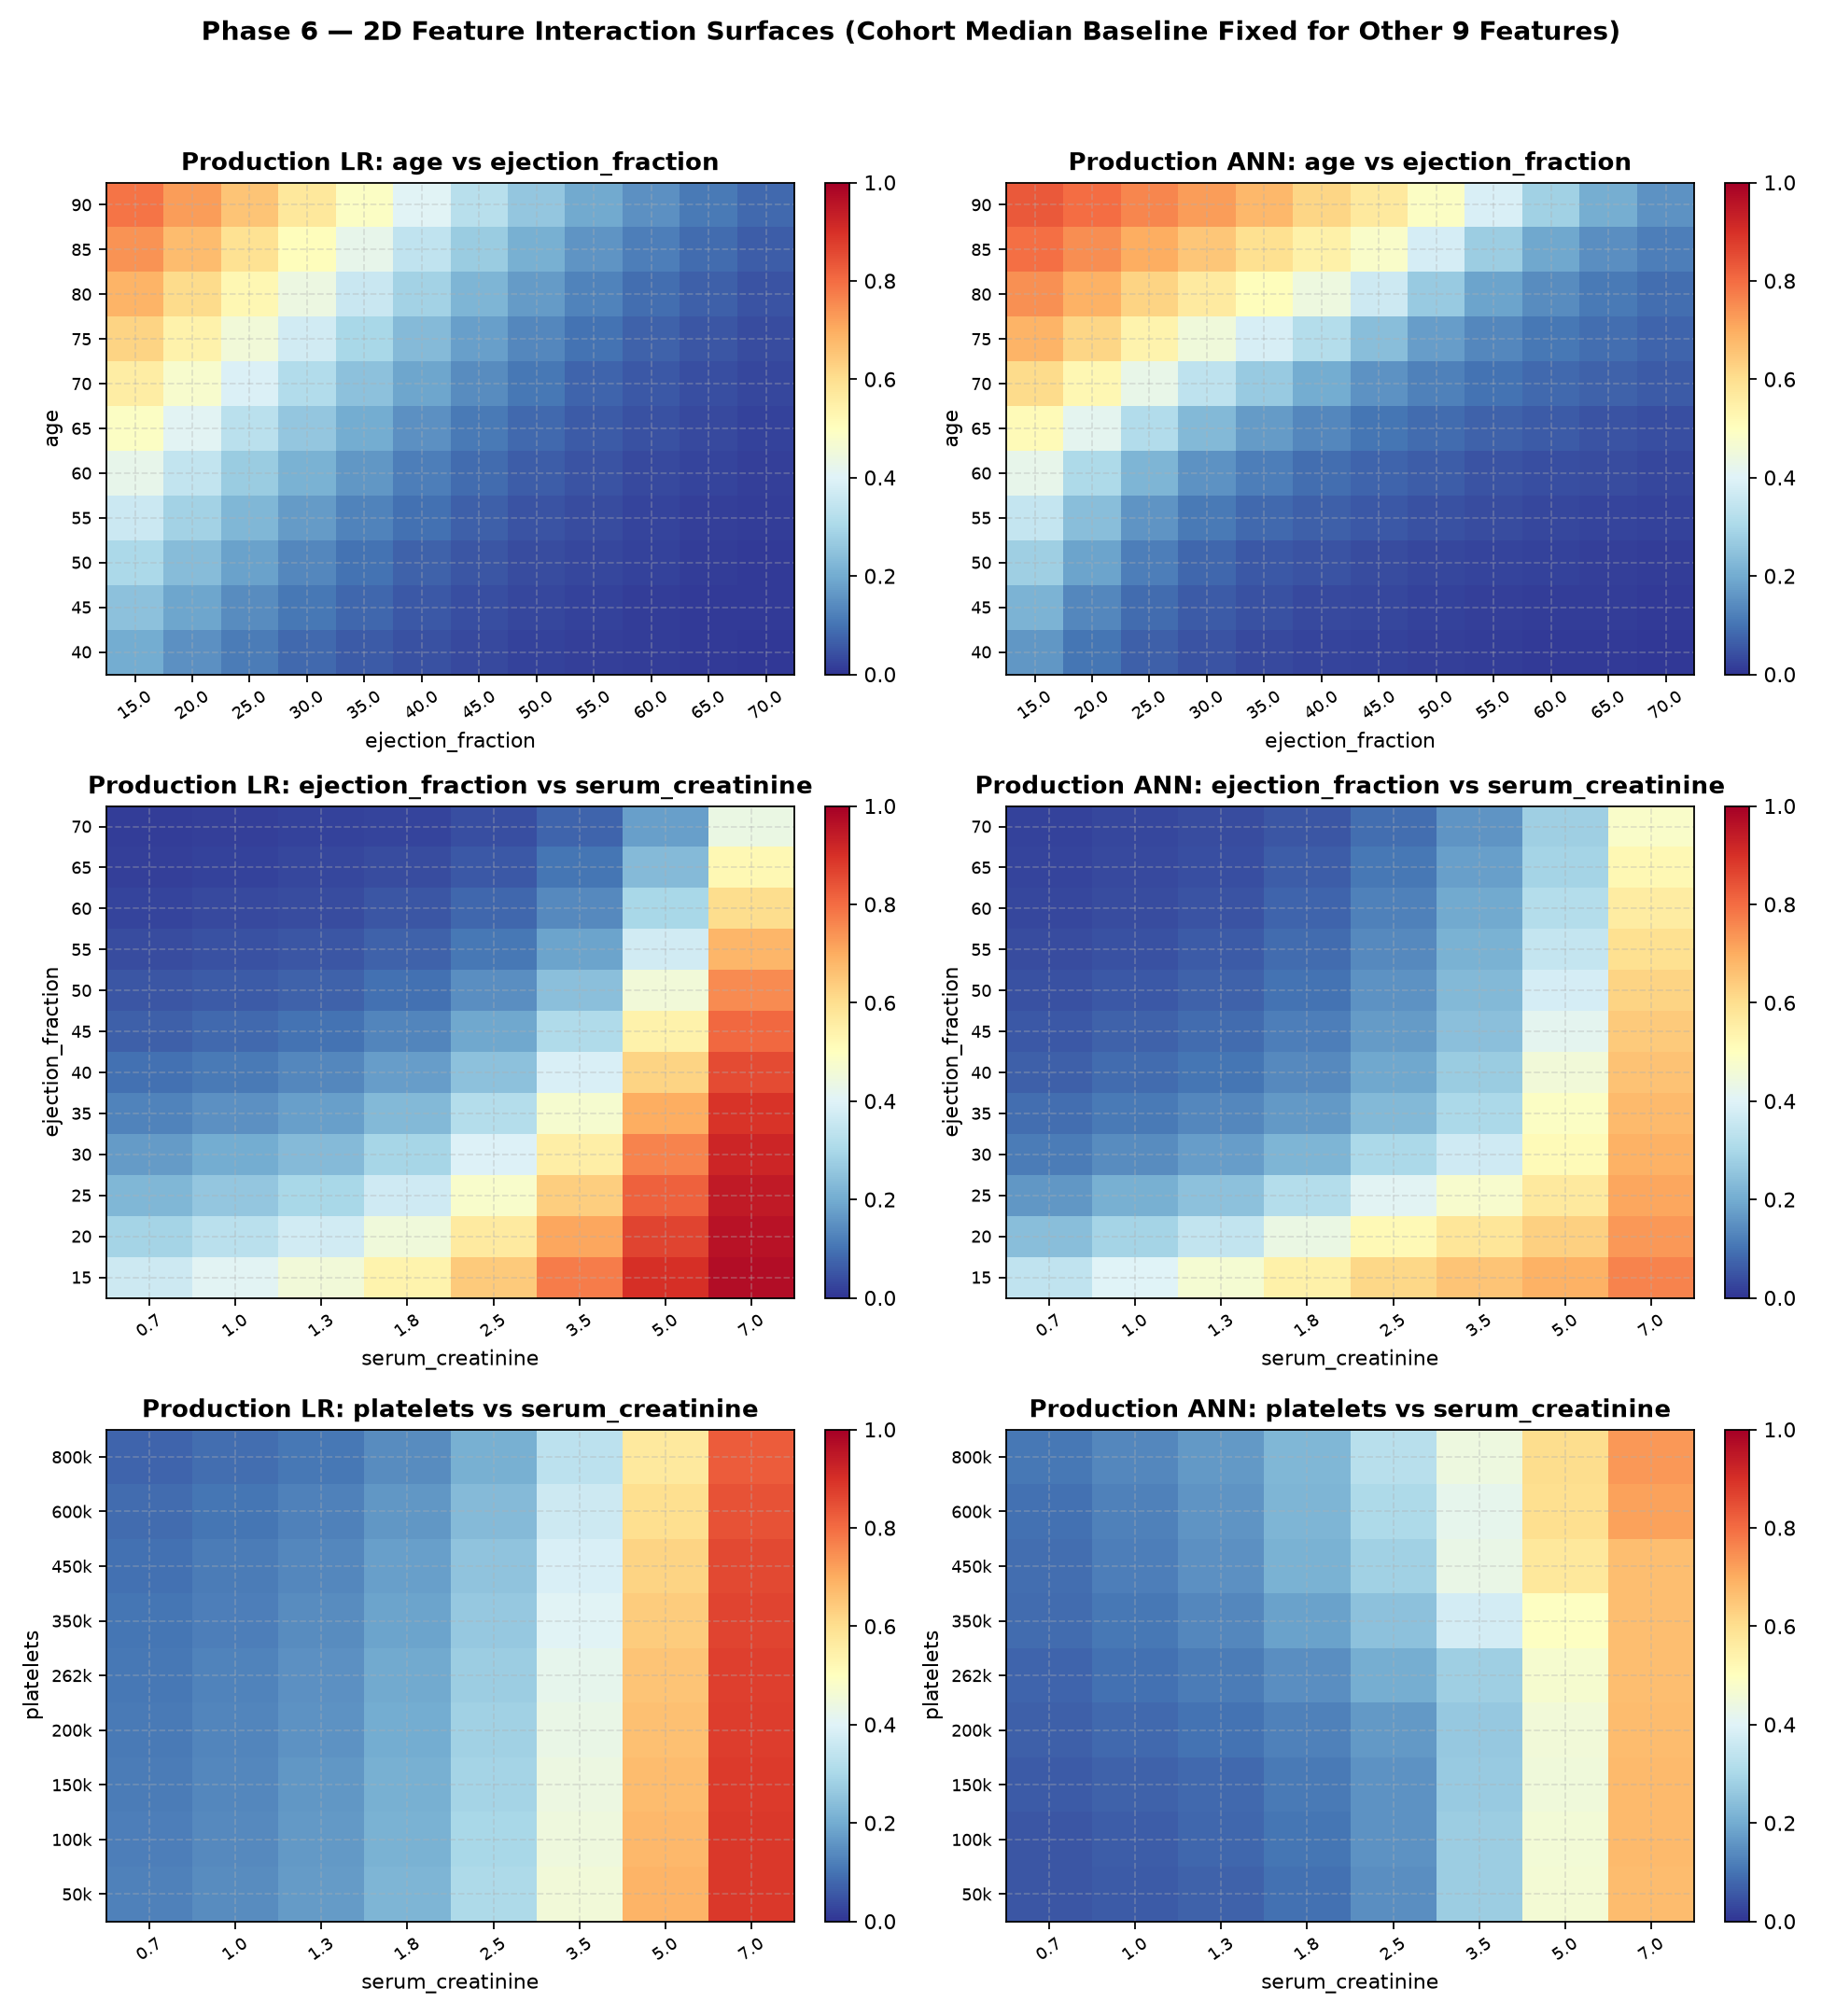 Phase 6 — 2D Feature Interaction Surfaces (Cohort Median Baseline Fixed for Other 9 Features)
Production LR: age vs ejection_fraction
age
90
85
80
75
70
65
60
55
50
45
40
15.0 20.0 25.0 30.0 35.0 40.0 45.0 50.0 55.0 60.0 65.0 70.0
ejection_fraction
1.0
0.8
0.6
0.4
0.2
0.0
Production ANN: age vs ejection_fraction
age
90
85
80
75
70
65
60
55
50
45
40
15.0 20.0 25.0 30.0 35.0 40.0 45.0 50.0 55.0 60.0 65.0 70.0
ejection_fraction
1.0
0.8
0.6
0.4
0.2
0.0
Production LR: ejection_fraction vs serum_creatinine
ejection_fraction
70
65
60
55
50
45
40
35
30
25
20
15
0.7 1.0 1.3 1.8 2.5 3.5 5.0 7.0
serum_creatinine
1.0
0.8
0.6
0.4
0.2
0.0
Production ANN: ejection_fraction vs serum_creatinine
ejection_fraction
70
65
60
55
50
45
40
35
30
25
20
15
0.7 1.0 1.3 1.8 2.5 3.5 5.0 7.0
serum_creatinine
1.0
0.8
0.6
0.4
0.2
0.0
Production LR: platelets vs serum_creatinine
platelets
800k
600k
450k
350k
262k
200k
150k
100k
50k
0.7 1.0 1.3 1.8 2.5 3.5 5.0 7.0
serum_creatinine
1.0
0.8
0.6
0.4
0.2
0.0
Production ANN: platelets vs serum_creatinine
platelets
800k
600k
450k
350k
262k
200k
150k
100k
50k
0.7 1.0 1.3 1.8 2.5 3.5 5.0 7.0
serum_creatinine
1.0
0.8
0.6
0.4
0.2
0.0